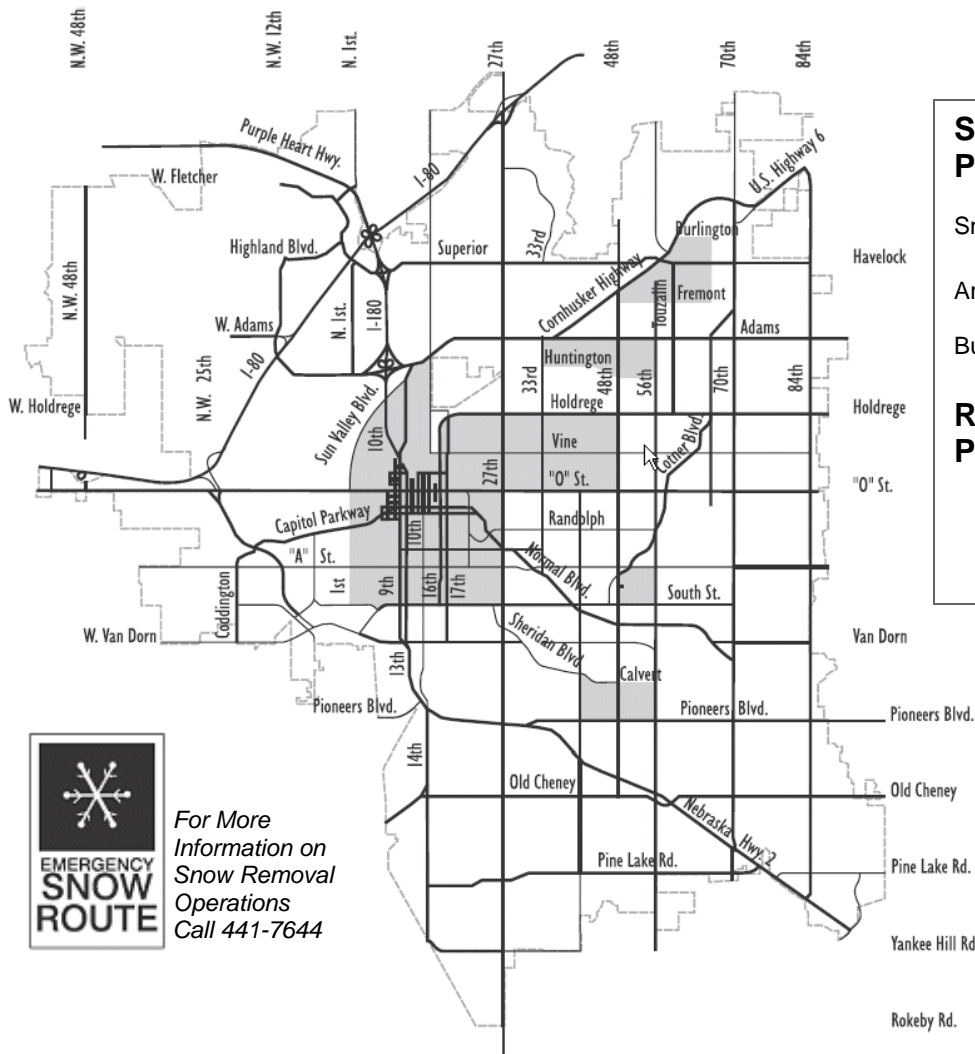 N.W. 48th
N.W. 12th
N. 1st.
27th
48th
70th
84th
Purple Heart Hwy.
W. Fletcher
I-80
U.S. Highway 6
Burlington
Highland Blvd.
Superior
33rd
Havelock
Cornhusker Highway
Touzalin
Fremont
N.W. 48th
W. Adams
N. 1st.
I-180
Adams
I-80
N.W. 25th
Huntington
33rd
48th
56th
70th
84th
W. Holdrege
Sun Valley Blvd.
10th
Holdrege
Holdrege
Vine
Cotner Blvd.
27th
"O" St.
"O" St.
Capitol Parkway
10th
Randolph
"A" St.
Normal Blvd.
Coddington
1st
9th
16th
17th
South St.
W. Van Dorn
Sheridan Blvd
Van Dorn
13th
Calvert
Pioneers Blvd.
Pioneers Blvd.
Pioneers Blvd.
14th
Old Cheney
Old Cheney
Nebraska Hwy. 2
Pine Lake Rd.
Pine Lake Rd.
Yankee Hill Rd
Rokeby Rd.
EMERGENCY
SNOW
ROUTE
For More
Information on
Snow Removal
Operations
Call 441-7644
S
P
Sn
Ar
Bu
R
P